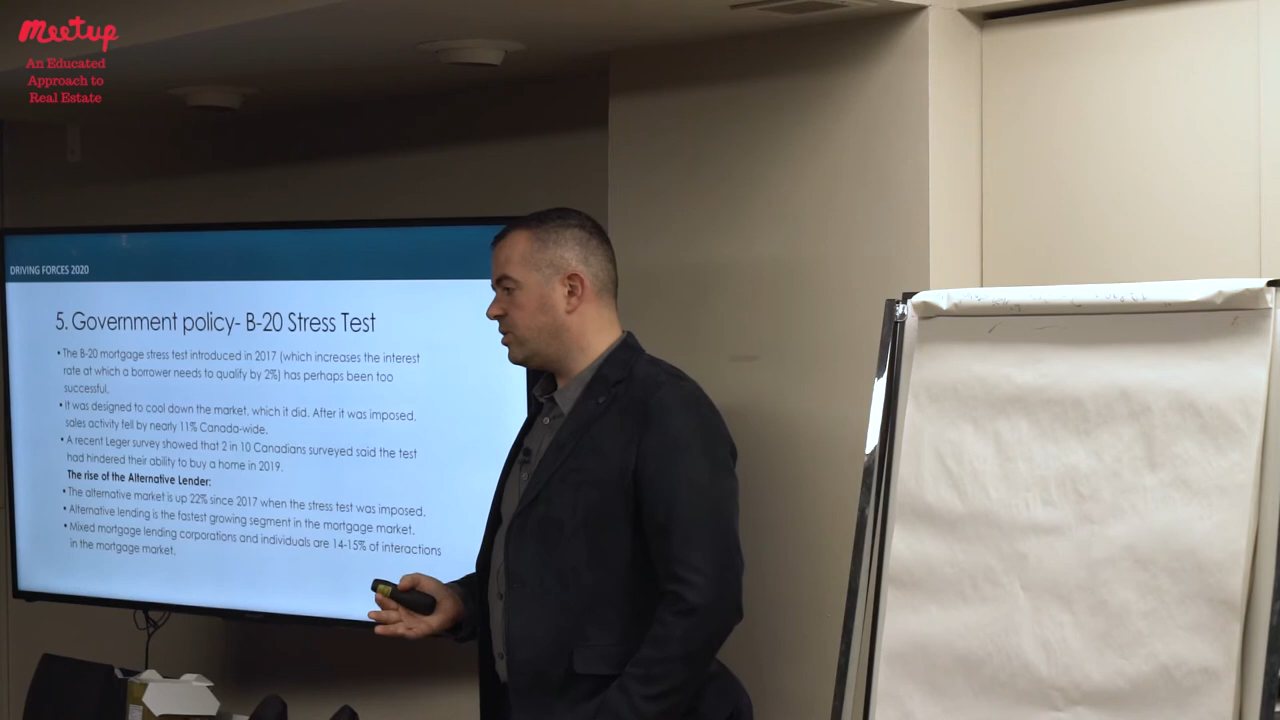 Meetup
An Educated
Approach to
Real Estate
DRIVING FORCES 2020
5. Government policy- B-20 Stress Test
• The B-20 mortgage stress test introduced in 2017 (which increases the interest
rate at which a borrower needs to qualify by 2%) has perhaps been too
successful.
• It was designed to cool down the market, which it did. After it was imposed,
sales activity fell by nearly 11% Canada-wide.
• A recent Leger survey showed that 2 in 10 Canadians surveyed said the test
had hindered their ability to buy a home in 2019.
The rise of the Alternative Lender:
• The alternative market is up 22% since 2017 when the stress test was imposed.
• Alternative lending is the fastest growing segment in the mortgage market.
• Mixed mortgage lending corporations and individuals are 14-15% of interactions
in the mortgage market.